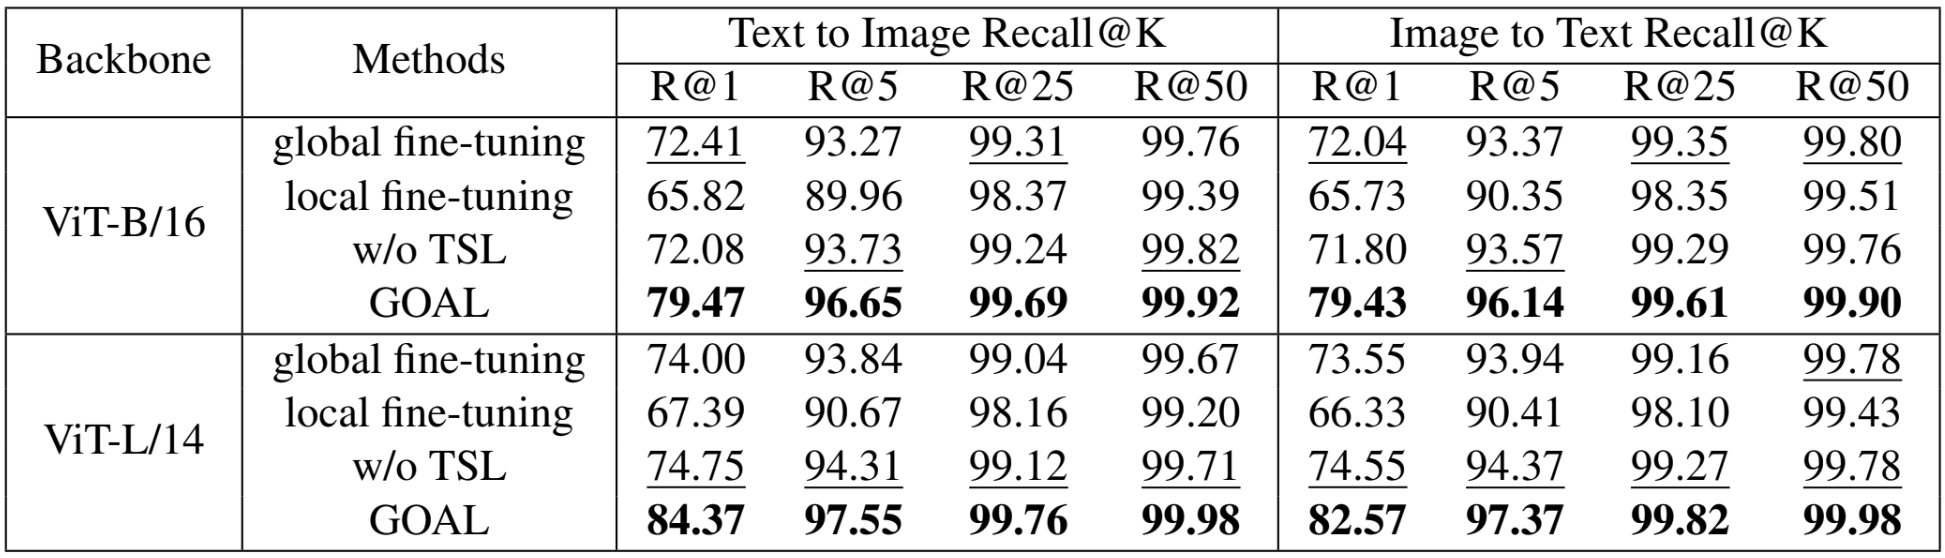 Backbone Methods Text to Image Recall@K Image to Text Recall@K
R@1 R@5 R@25 R@50 R@1 R@5 R@25 R@50
ViT-B/16
global fine-tuning 72.41 93.27 99.31 99.76 72.04 93.37 99.35 99.80
local fine-tuning 65.82 89.96 98.37 99.39 65.73 90.35 98.35 99.51
w/o TSL 72.08 93.73 99.24 99.82 71.80 93.57 99.29 99.76
GOAL 79.47 96.65 99.69 99.92 79.43 96.14 99.61 99.90
ViT-L/14
global fine-tuning 74.00 93.84 99.04 99.67 73.55 93.94 99.16 99.78
local fine-tuning 67.39 90.67 98.16 99.20 66.33 90.41 98.10 99.43
w/o TSL 74.75 94.31 99.12 99.71 74.55 94.37 99.27 99.78
GOAL 84.37 97.55 99.76 99.98 82.57 97.37 99.82 99.98